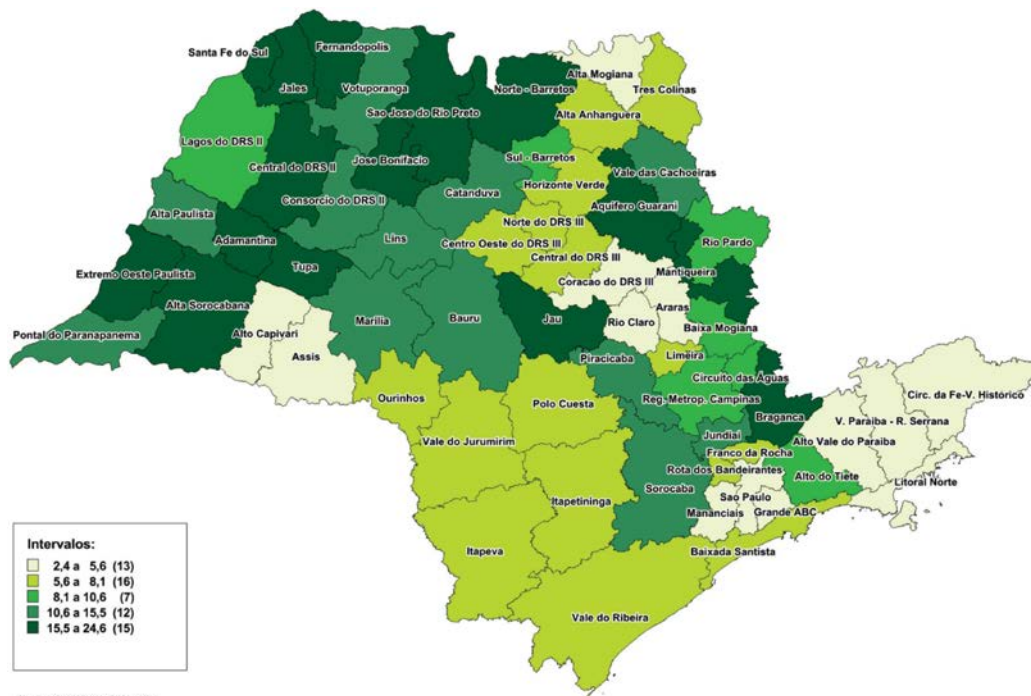 Santa Fe do Sul
Fernandopolis
Jales
Votuporanga
Sao Jose do Rio Preto
Norte - Barretos
Alta Mogiana
Tres Colinas
Alta Anhanguera
Lagos do DRS II
Central do DRS II
Jose Bonifacio
Sul - Barretos
Vale das Cachoeiras
Horizonte Verde
Catanduva
Consorcio do DRS II
Aquifero Guarani
Alta Paulista
Adamantina
Lins
Norte do DRS III
Centro Oeste do DRS III
Central do DRS III
Rio Pardo
Extremo Oeste Paulista
Tupa
Mantiqueira
Coracao do DRS III
Alta Sorocabana
Araras
Pontal do Paranapanema
Alto Capivari
Marilia
Bauru
Jau
Rio Claro
Baixa Mogiana
Assis
Piracicaba
Limeira
Circuito das Aguas
Ourinhos
Polo Cuesta
Reg. Metrop. Campinas
Circ. da Fe-V. Histórico
Braganca
V. Paraiba - R. Serrana
Vale do Jurumirim
Jundiai
Alto Vale do Paraiba
Franco da Rocha
Rota dos Bandeirantes
Alto do Tiete
Sorocaba
Litoral Norte
Itapetininga
Sao Paulo
Mananciais
Grande ABC
Itapeva
Baixada Santista
Vale do Ribeira
Intervalos:
2,4 a 5,6 (13)
5,6 a 8,1 (16)
8,1 a 10,6 (7)
10,6 a 15,5 (12)
15,5 a 24,6 (15)